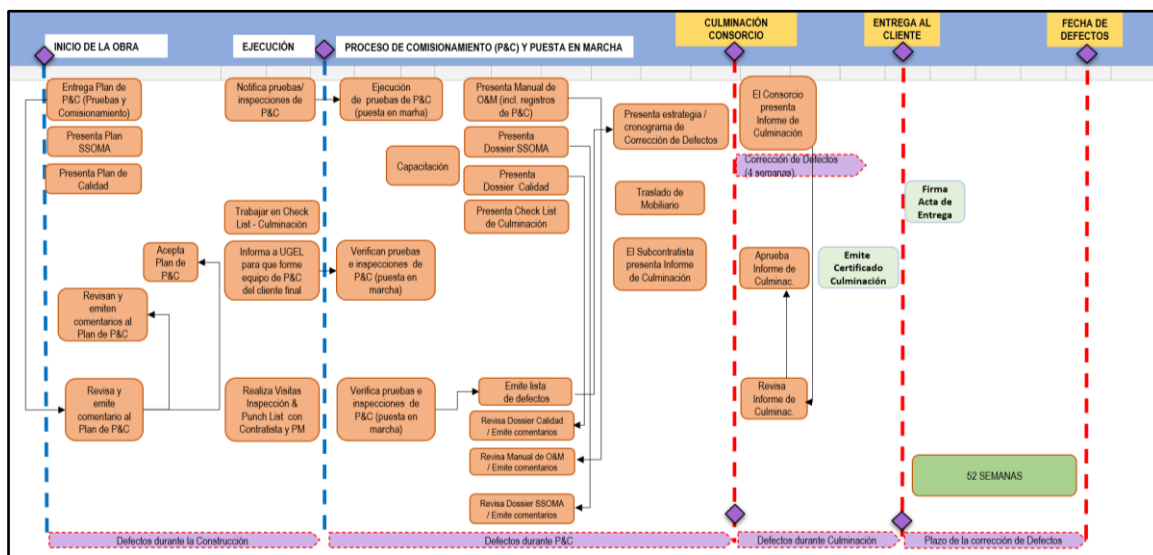 INICIO DE LA OBRA
EJECUCIÓN
PROCESO DE COMISIONAMIENTO (P&C) Y PUESTA EN MARCHA
CULMINACIÓN
CONSORCIO
ENTREGA AL
CLIENTE
FECHA DE
DEFECTOS
Entrega Plan de
P&C (Pruebas y
Comisionamiento)
Presenta Plan
SSOMA
Presenta Plan de
Calidad
Acepta
Plan de
P&C
Revisan y
emiten
comentarios al
Plan de P&C
Revisa y
emite
comentario al
Plan de P&C
Notifica pruebas/
inspecciones de
P&C
Trabajar en Check
List - Culminación
Informa a UGEL
para que forme
equipo de P&C
del cliente final
Realiza Visitas
Inspección &
Punch List con
Contratista y PM
Ejecución
de pruebas de P&C
(puesta en marha)
Capacitación
Verifican pruebas
e inspecciones de
P&C (puesta en
marcha)
Verifica pruebas e
inspecciones de
P&C (puesta en
marcha)
Presenta Manual de
O&M (incl. registros
de P&C)
Presenta
Dossier SSOMA
Presenta
Dossier Calidad
Presenta Check List
de Culminación
Emite lista
de defectos
Revisa Dossier Calidad
/ Emite comentarios
Revisa Manual de O&M
/ Emite comentarios
Revisa Dossier SSOMA
/ Emite comentarios
Presenta estrategia /
cronograma de
Corrección de Defectos
Traslado de
Mobiliario
El Subcontratista
presenta Informe
de Culminación
El Consorcio
presenta
Informe de
Culminación
Corrección de Defectos
(4 semanas)
Aprueba
Informe de
Culminac.
Revisa
Informe de
Culminac.
Emite
Certificado
Culminación
Firma
Acta de
Entrega
52 SEMANAS
Defectos durante la Construcción
Defectos durante P&C
Defectos durante Culminación
Plazo de la corrección de Defectos